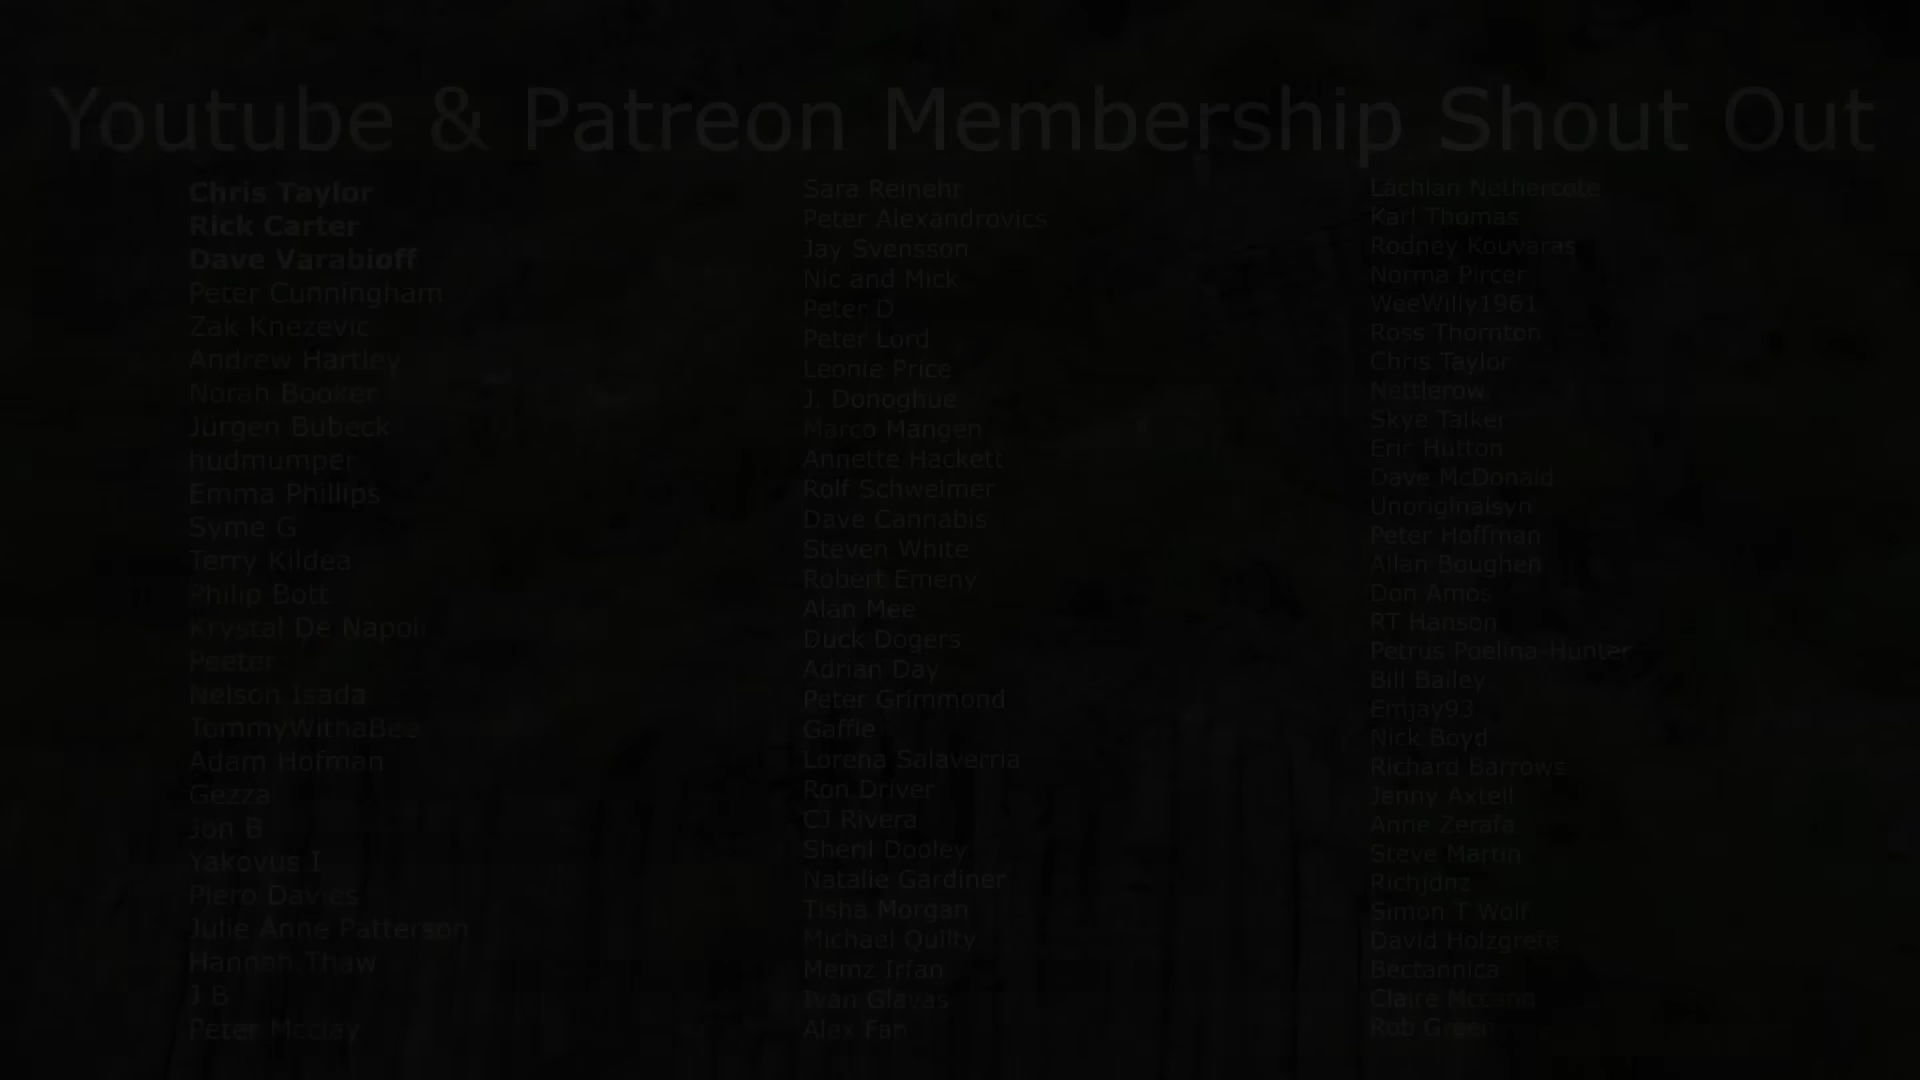 Youtube & Patreon Membership Shout Out
Chris Taylor
Rick Carter
Dave Varabioff
Peter Cunningham
Zak Knezevic
Andrew Hartley
Norah Booker
Jürgen Bubeck
hudmumper
Emma Phillips
Syme G
Terry Kildea
Philip Bott
Krystal De Napoli
Peeter
Nelson Isada
TommyWithaBee
Adam Hofman
Gezza
Jon B
Yakovus I
Piero Davies
Julie Anne Patterson
Hannah.Thaw
J B
Peter Mcclay
Sara Reinehr
Peter Alexandrovics
Jay Svensson
Nic and Mick
Peter D
Peter Lord
Leonie Price
J. Donoghue
Marco Mangen
Annette Hackett
Rolf Schweimer
Dave Cannabis
Steven White
Robert Emeny
Alan Mee
Duck Dogers
Adrian Day
Peter Grimmond
Gaffle
Lorena Salaverria
Ron Driver
CJ Rivera
Sheril Dooley
Natalie Gardiner
Tisha Morgan
Michael Quilty
Memz Irfan
Ivan Glavas
Alex Fan
Lachlan Nethercote
Karl Thomas
Rodney Kouvaras
Norma Pircer
WeeWilly1961
Ross Thornton
Chris Taylor
Nettlerow
Skye Talker
Eric Hutton
Dave McDonald
Unoriginalsyn
Peter Hoffman
Allan Boughen
Don Amos
RT Hanson
Petrus Poelina-Hunter
Bill Bailey
Emjay93
Nick Boyd
Richard Barrows
Jenny Axtell
Anne Zerafa
Steve Martin
Richjdnz
Simon T Wolf
David Holzgrefe
Bectannica
Claire Mccann
Rob Green